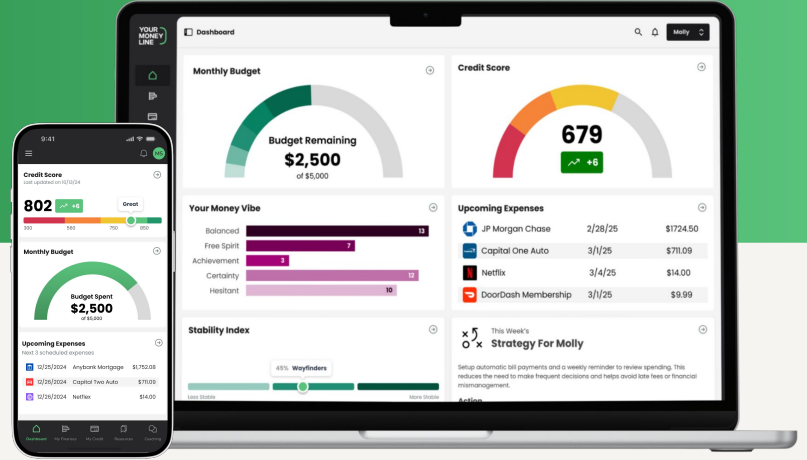 YOUR
MONEY
LINE
Dashboard
Molly
Monthly Budget
Budget Remaining
$2,500
of $5,000
Credit Score
679
+6
Your Money Vibe
Balanced 13
Free Spirit 7
Achievement 3
Certainty 12
Hesitant 10
Upcoming Expenses
JP Morgan Chase 2/28/25 $1724.50
Capital One Auto 3/1/25 $711.09
Netflix 3/4/25 $14.00
DoorDash Membership 3/1/25 $9.99
Stability Index
45% Wayfinders
Less Stable More Stable
This Week's
Strategy For Molly
Setup automatic bill payments and a weekly reminder to review spending. This
reduces the need to make frequent decisions and helps avoid late fees or financial
mismanagement.
Action
9:41
MS
Credit Score
Last updated on 10/13/24
802 +6
Great
300 580 750 850
Monthly Budget
Budget Spent
$2,500
of $5,000
Upcoming Expenses
Next 3 scheduled expenses
12/25/2024 Anybank Mortgage $1,752.08
12/26/2024 Capital Two Auto $711.09
12/26/2024 Netflex $14.00
Dashboard My Finances My Credit Resources Coaching